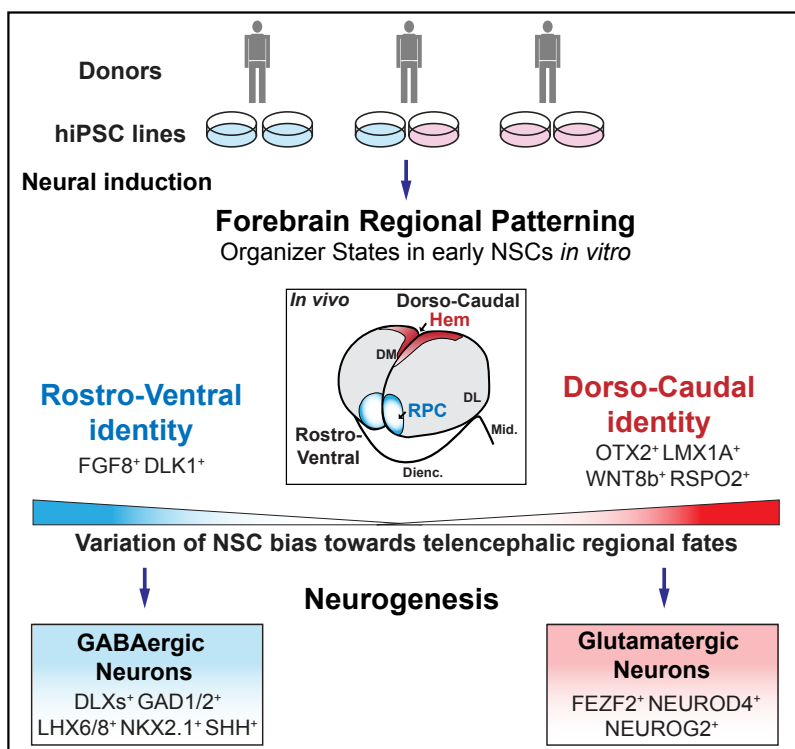 Donors
hiPSC lines
Neural induction
Forebrain Regional Patterning
Organizer States in early NSCs in vitro
In vivo
Dorso-Caudal
Hem
DM
DL
RPC
Mid.
Rostro-
Ventral
Dienc.
Rostro-Ventral
identity
FGF8⁺ DLK1⁺
Dorso-Caudal
identity
OTX2⁺ LMX1A⁺
WNT8b⁺ RSPO2⁺
Variation of NSC bias towards telencephalic regional fates
Neurogenesis
GABAergic
Neurons
DLXs⁺ GAD1/2⁺
LHX6/8⁺ NKX2.1⁺ SHH⁺
Glutamatergic
Neurons
FEZF2⁺ NEUROD4⁺
NEUROG2⁺